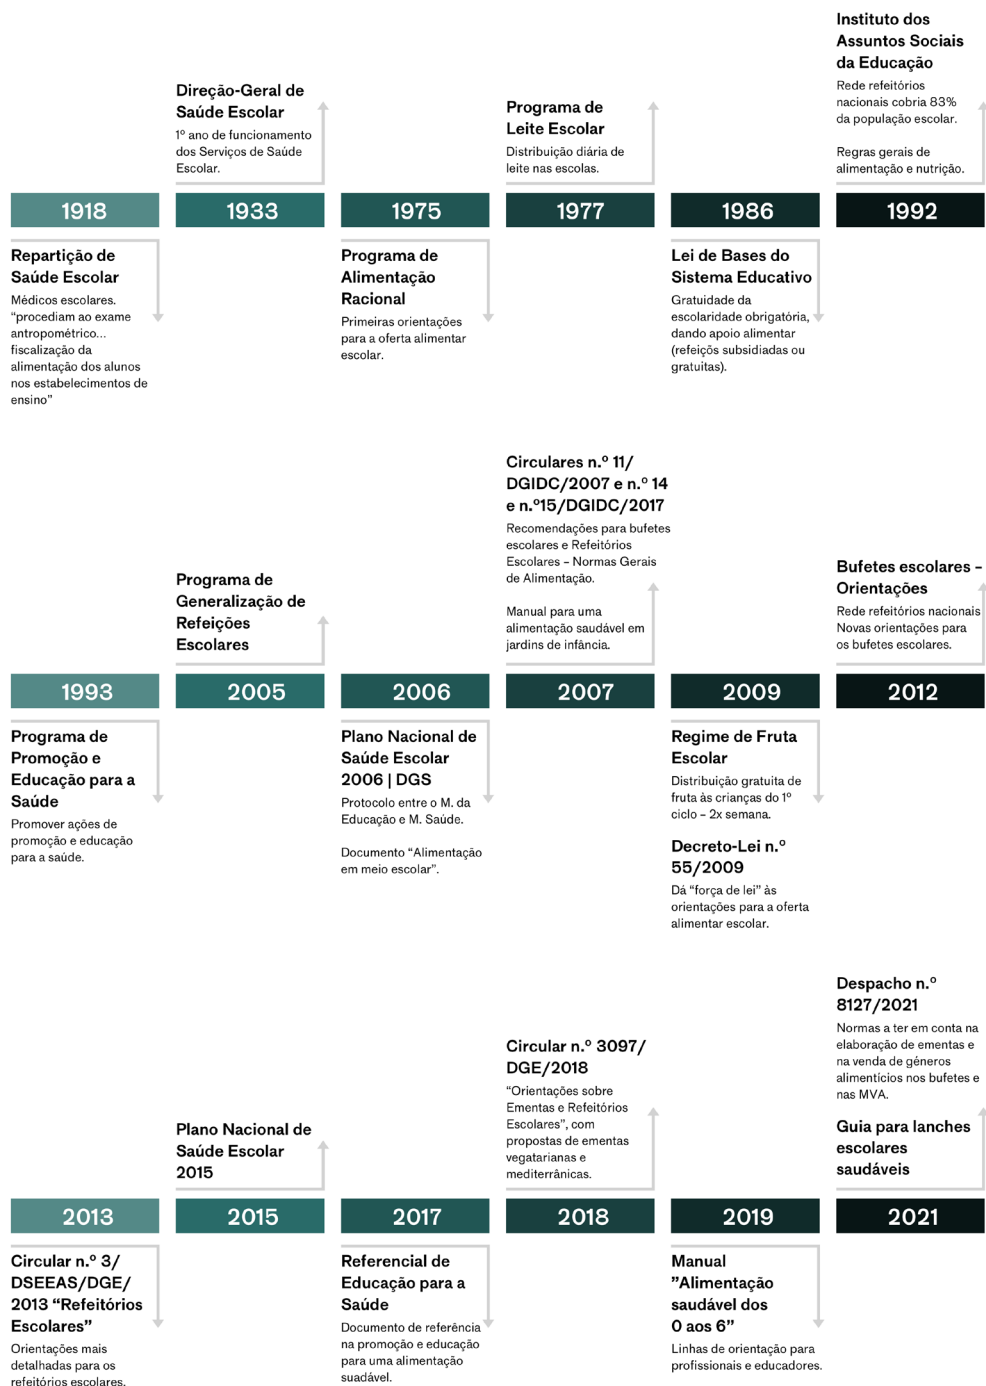 Instituto dos
Assuntos Sociais
da Educação
Rede refeitórios
nacionais cobria 83%
da população escolar.
Regras gerais de
alimentação e nutrição.
Direção-Geral de
Saúde Escolar
1º ano de funcionamento
dos Serviços de Saúde
Escolar.
Programa de
Leite Escolar
Distribuição diária de
leite nas escolas.
1918
1933
1975
1977
1986
1992
Repartição de
Saúde Escolar
Médicos escolares.
“procediam ao exame
antropométrico...
fiscalização da
alimentação dos alunos
nos estabelecimentos de
ensino”
Programa de
Alimentação
Racional
Primeiras orientações
para a oferta alimentar
escolar.
Lei de Bases do
Sistema Educativo
Gratuidade da
escolaridade obrigatória,
dando apoio alimentar
(refeiçõs subsidiadas ou
gratuitas).
Programa de
Generalização de
Refeições
Escolares
Circulares n.º 11/
DGIDC/2007 e n.º 14
e n.º15/DGIDC/2017
Recomendações para bufetes
escolares e Refeitórios
Escolares – Normas Gerais
de Alimentação.
Manual para uma
alimentação saudável em
jardins de infância.
Bufetes escolares –
Orientações
Rede refeitórios nacionais
Novas orientações para
os bufetes escolares.
1993
2005
2006
2007
2009
2012
Programa de
Promoção e
Educação para a
Saúde
Promover ações de
promoção e educação
para a saúde.
Plano Nacional de
Saúde Escolar
2006 | DGS
Protocolo entre o M. da
Educação e M. Saúde.
Documento “Alimentação
em meio escolar”.
Regime de Fruta
Escolar
Distribuição gratuita de
fruta às crianças do 1º
ciclo – 2x semana.
Decreto-Lei n.º
55/2009
Dá “força de lei” às
orientações para a oferta
alimentar escolar.
Plano Nacional de
Saúde Escolar
2015
Circular n.º 3097/
DGE/2018
“Orientações sobre
Ementas e Refeitórios
Escolares”, com
propostas de ementas
vegatarianas e
mediterrânicas.
Despacho n.º
8127/2021
Normas a ter em conta na
elaboração de ementas e
na venda de géneros
alimentícios nos bufetes e
nas MVA.
Guia para lanches
escolares
saudáveis
2013
2015
2017
2018
2019
2021
Circular n.º 3/
DSEEAS/DGE/
2013 “Refeitórios
Escolares”
Orientações mais
detalhadas para os
refeitórios escolares.
Referencial de
Educação para a
Saúde
Documento de referência
na promoção e educação
para uma alimentação
suadável.
Manual
”Alimentação
saudável dos
0 aos 6”
Linhas de orientação para
profissionais e educadores.